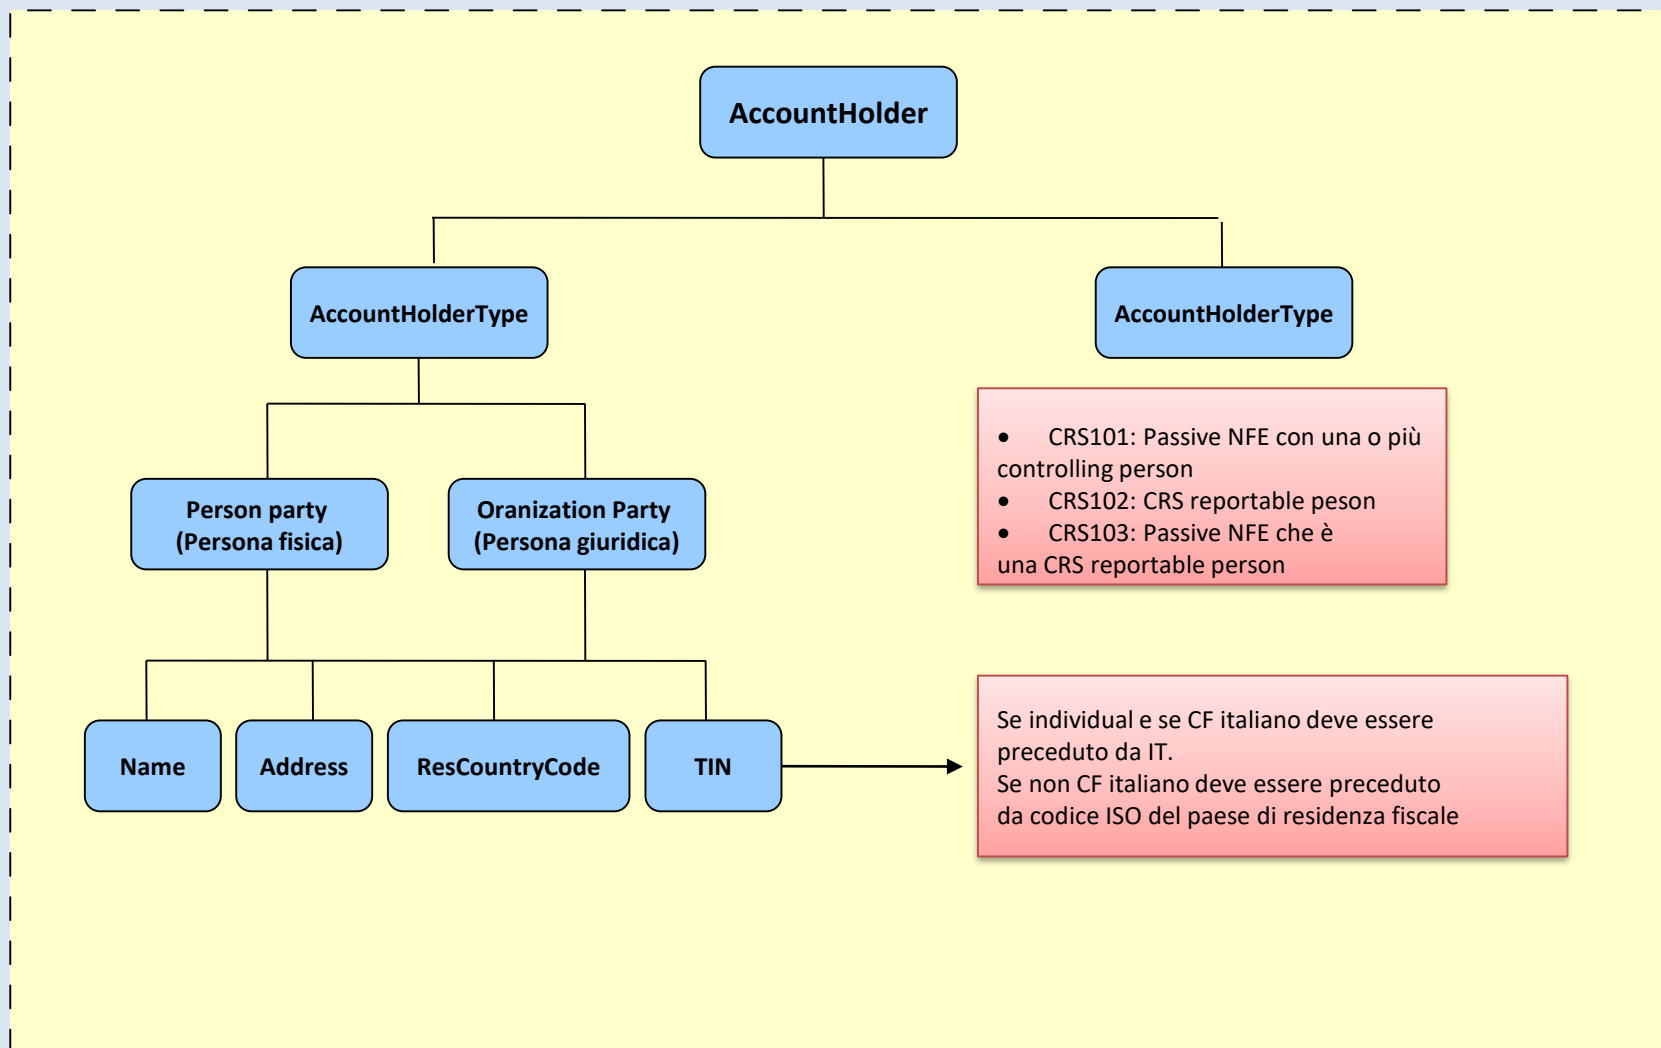 AccountHolder
AccountHolderType
AccountHolderType
• CRS101: Passive NFE con una o più
controlling person
• CRS102: CRS reportable peson
• CRS103: Passive NFE che è
una CRS reportable person
Person party
(Persona fisica)
Oranization Party
(Persona giuridica)
Name
Address
ResCountryCode
TIN
Se individual e se CF italiano deve essere
preceduto da IT.
Se non CF italiano deve essere preceduto
da codice ISO del paese di residenza fiscale